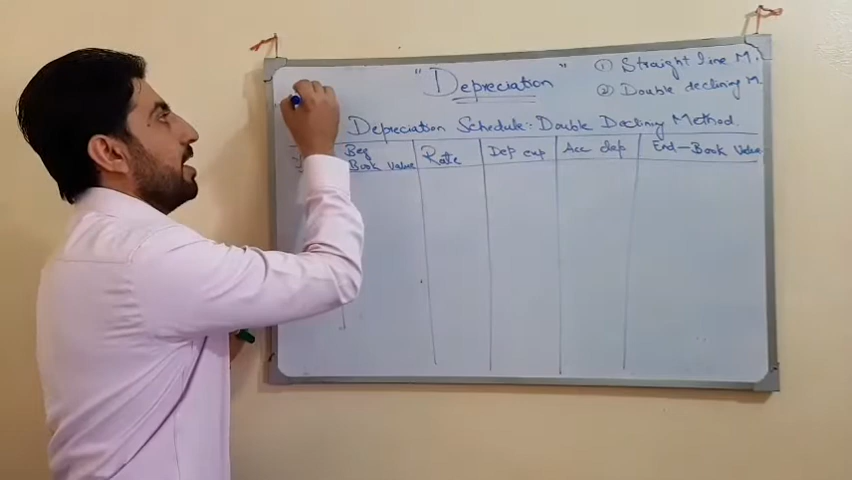 "Depreciation"
① Straight line M.
② Double declining M.
Depreciation Schedule: Double Declining Method.
Beg Book Value Rate Dep exp Acc dep End-Book Value